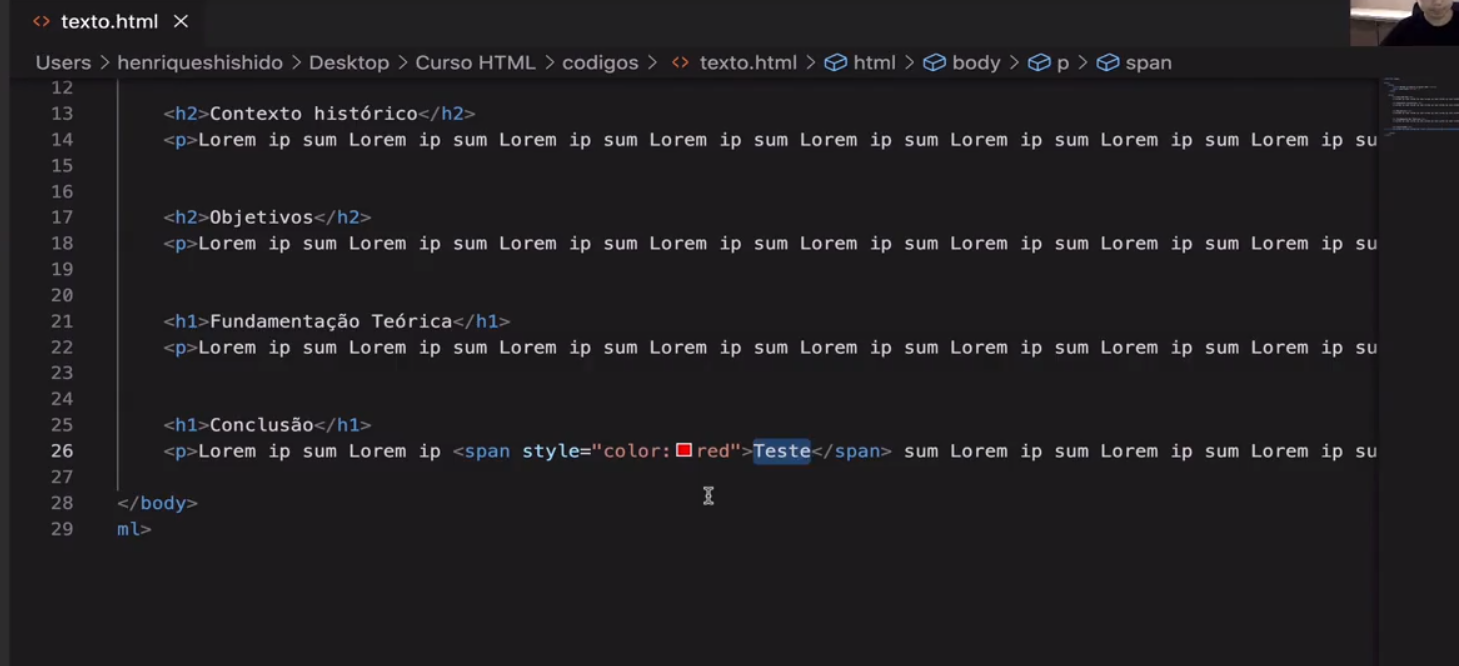 texto.html
Users > henriqueshishido > Desktop > Curso HTML > codigos > texto.html > html > body > p > span
12
13 <h2>Contexto histórico</h2>
14 <p>Lorem ip sum Lorem ip sum Lorem ip sum Lorem ip sum Lorem ip sum Lorem ip sum Lorem ip sum Lorem ip su
15
16
17 <h2>Objetivos</h2>
18 <p>Lorem ip sum Lorem ip sum Lorem ip sum Lorem ip sum Lorem ip sum Lorem ip sum Lorem ip sum Lorem ip su
19
20
21 <h1>Fundamentação Teórica</h1>
22 <p>Lorem ip sum Lorem ip sum Lorem ip sum Lorem ip sum Lorem ip sum Lorem ip sum Lorem ip sum Lorem ip su
23
24
25 <h1>Conclusão</h1>
26 <p>Lorem ip sum Lorem ip <span style="color:red">Teste</span> sum Lorem ip sum Lorem ip sum Lorem ip su
27
28 </body>
29 ml>